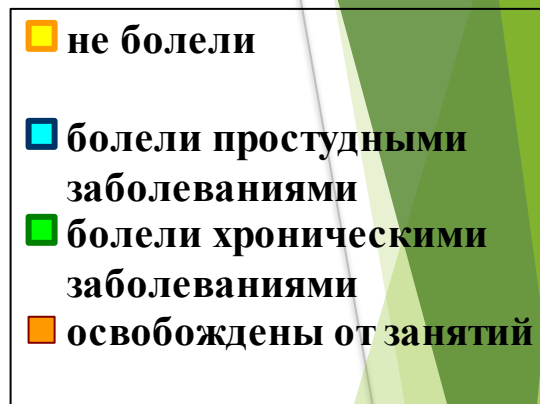 не болели
болели простудными
заболеваниями
болели хроническими
заболеваниями
освобождены от занятий